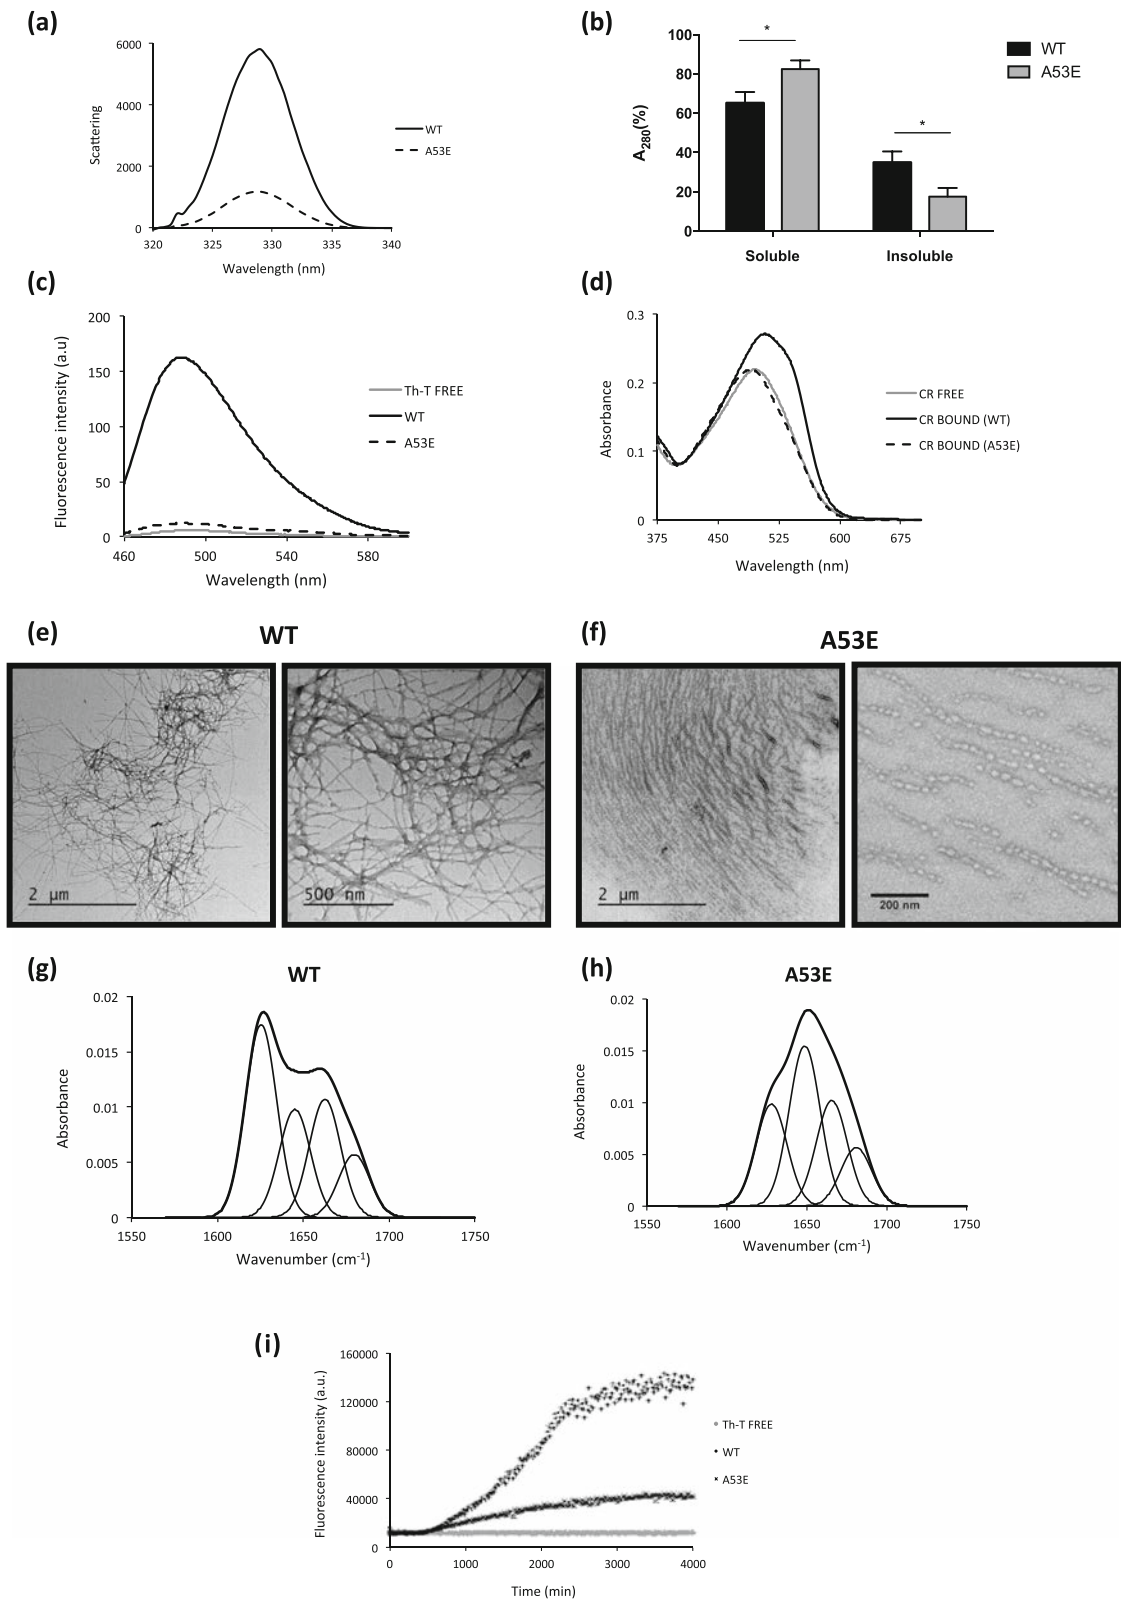 (a)
6000
4000
2000
0
Scattering
320 325 330 335 340
Wavelength (nm)
WT
A53E
(b)
100
80
60
40
20
0
A280(%)
Soluble Insoluble
WT
A53E
*
*
(c)
200
150
100
50
0
Fluorescence intensity (a.u)
460 500 540 580
Wavelength (nm)
Th-T FREE
WT
A53E
(d)
0.3
0.2
0.1
0
Absorbance
375 450 525 600 675
Wavelength (nm)
CR FREE
CR BOUND (WT)
CR BOUND (A53E)
(e)
WT
2 µm
500 nm
(f)
A53E
2 µm
200 nm
(g)
WT
0.02
0.015
0.01
0.005
0
Absorbance
1550 1600 1650 1700 1750
Wavenumber (cm-1)
(h)
A53E
0.02
0.015
0.01
0.005
0
Absorbance
1550 1600 1650 1700 1750
Wavenumber (cm-1)
(i)
160000
120000
80000
40000
0
Fluorescence intensity (a.u.)
0 1000 2000 3000 4000
Time (min)
Th-T FREE
WT
A53E